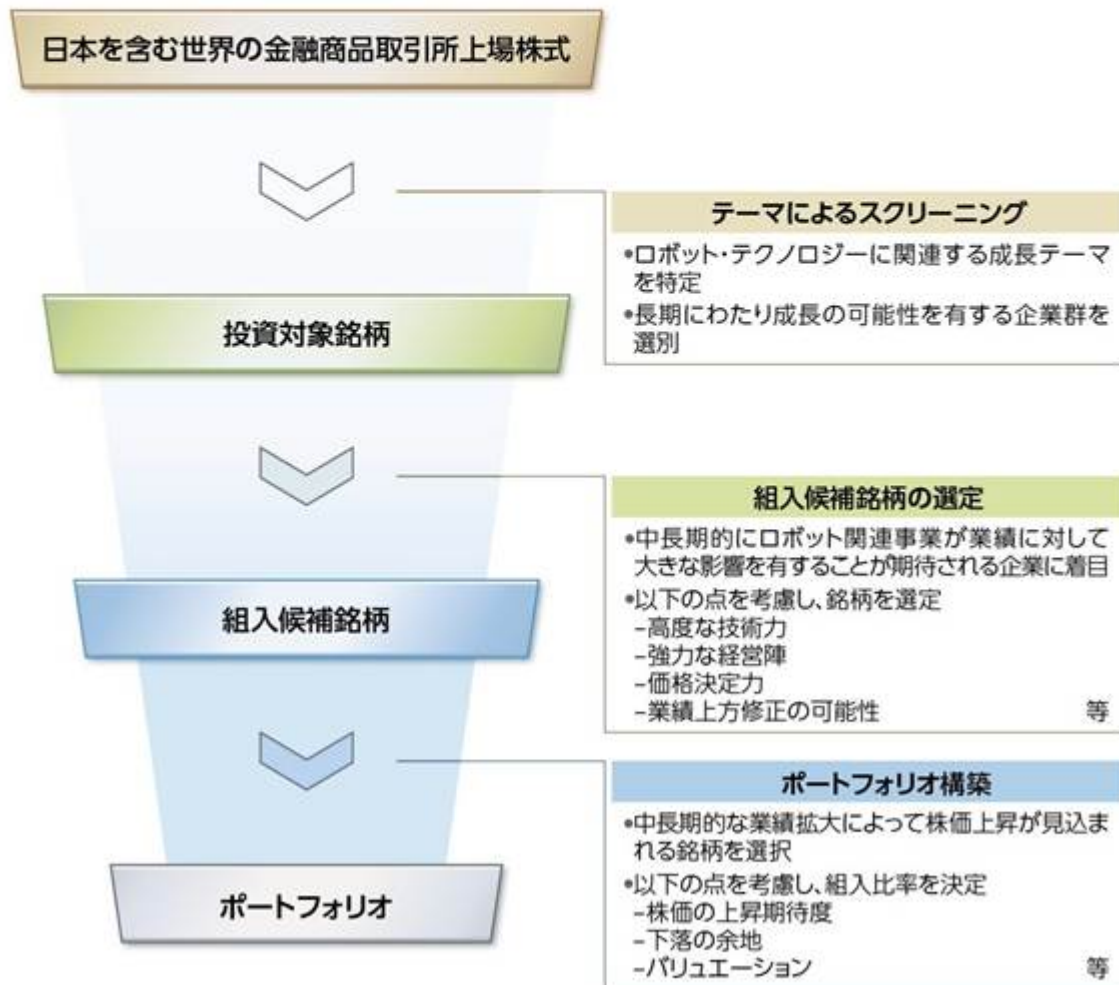 日本を含む世界の金融商品取引所上場株式
テーマによるスクリーニング
•ロボット・テクノロジーに関連する成長テーマ
を特定
•長期にわたり成長の可能性を有する企業群を
選別
投資対象銘柄
組入候補銘柄の選定
•中長期的にロボット関連事業が業績に対して
大きな影響を有することが期待される企業に着目
•以下の点を考慮し、銘柄を選定
–高度な技術力
–強力な経営陣
–価格決定力
–業績上方修正の可能性 等
組入候補銘柄
ポートフォリオ構築
•中長期的な業績拡大によって株価上昇が見込ま
れる銘柄を選択
•以下の点を考慮し、組入比率を決定
–株価の上昇期待度
–下落の余地
–バリュエーション 等
ポートフォリオ